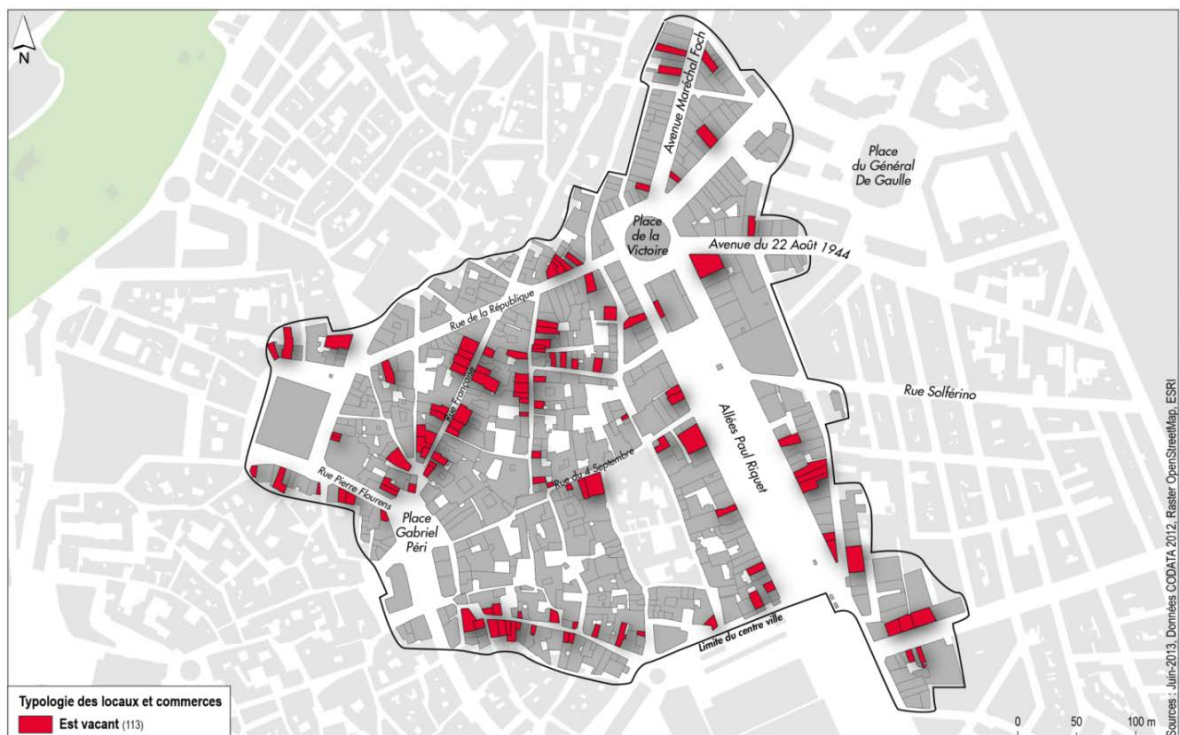 N
Avenue Maréchal Foch
Place
du Général
De Gaulle
Place
de la
Victoire
Avenue du 22 Août 1944
Rue de la République
Rue Française
Rue Solférino
Allées Paul Riquet
Rue du 4 Septembre
Rue Pierre Flourens
Place
Gabriel
Péri
Limite du centre ville
Typologie des locaux et commerces
Est vacant (113)
0 50 100 m
Sources : Juin-2013, Données CODATA 2012, Raster OpenStreetMap, ESRI